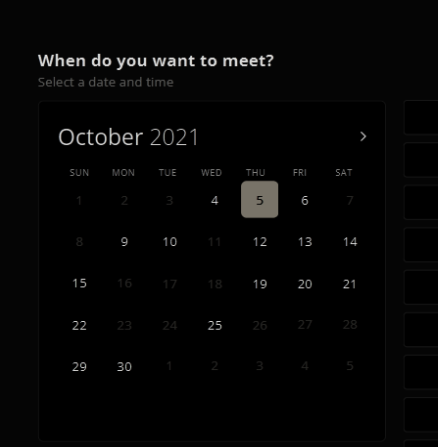 When do you want to meet?
Select a date and time
October 2021
SUN MON TUE WED THU FRI SAT
1 2 3 4 5 6 7
8 9 10 11 12 13 14
15 16 17 18 19 20 21
22 23 24 25 26 27 28
29 30 1 2 3 4 5